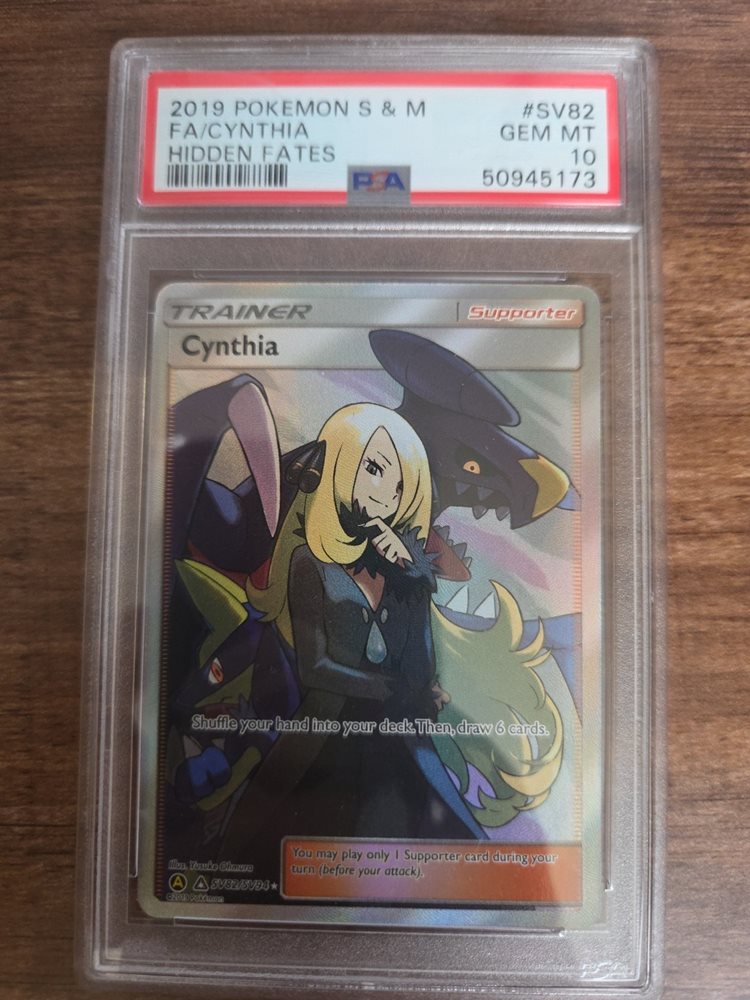 2019 POKEMON S & M #SV82
FA/CYNTHIA GEM MT
HIDDEN FATES 10
PSA 50945173
TRAINER Supporter
Cynthia
Shuffle your hand into your deck. Then, draw 6 cards.
You may play only 1 Supporter card during your
turn (before your attack).
Illus. Yusuke Ohmura
A SV82/SV94★
©2019 Pokémon